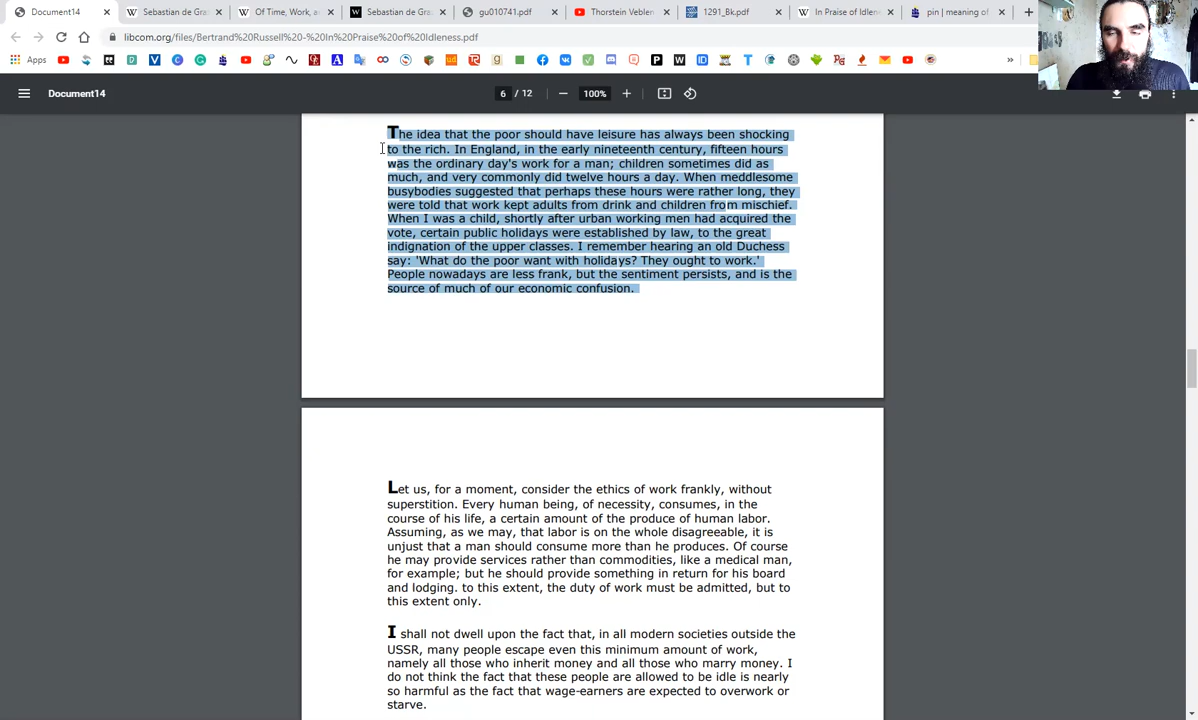 Document14
Sebastian de Gra
Of Time, Work, a
Sebastian de Gra
gu010741.pdf
Thorstein Veblen
1291_Bk.pdf
In Praise of Idlene
pin | meaning of
libcom.org/files/Bertrand%20Russell%20-%20In%20Praise%20of%20Idleness.pdf
Apps
Document14
6 / 12
100%
The idea that the poor should have leisure has always been shocking
to the rich. In England, in the early nineteenth century, fifteen hours
was the ordinary day's work for a man; children sometimes did as
much, and very commonly did twelve hours a day. When meddlesome
busybodies suggested that perhaps these hours were rather long, they
were told that work kept adults from drink and children from mischief.
When I was a child, shortly after urban working men had acquired the
vote, certain public holidays were established by law, to the great
indignation of the upper classes. I remember hearing an old Duchess
say: 'What do the poor want with holidays? They ought to work.'
People nowadays are less frank, but the sentiment persists, and is the
source of much of our economic confusion.
Let us, for a moment, consider the ethics of work frankly, without
superstition. Every human being, of necessity, consumes, in the
course of his life, a certain amount of the produce of human labor.
Assuming, as we may, that labor is on the whole disagreeable, it is
unjust that a man should consume more than he produces. Of course
he may provide services rather than commodities, like a medical man,
for example; but he should provide something in return for his board
and lodging. to this extent, the duty of work must be admitted, but to
this extent only.
I shall not dwell upon the fact that, in all modern societies outside the
USSR, many people escape even this minimum amount of work,
namely all those who inherit money and all those who marry money. I
do not think the fact that these people are allowed to be idle is nearly
so harmful as the fact that wage-earners are expected to overwork or
starve.